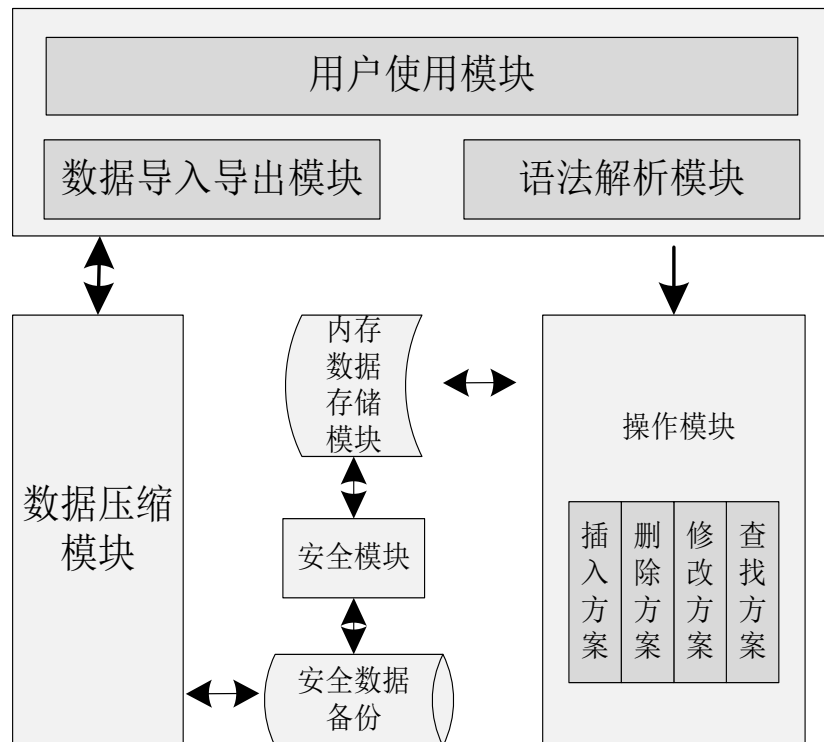 用户使用模块
数据导入导出模块
语法解析模块
内存
数据
存储
模块
操作模块
数据压缩
模块
安全模块
插入方案
删除方案
修改方案
查找方案
安全数据
备份